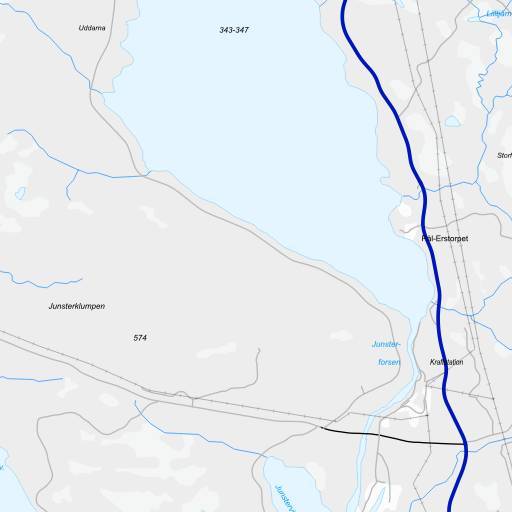 Uddarna
343-347
Storf
Pål-Erstorpet
Junsterklumpen
574
Junster-
forsen
Kraftstation